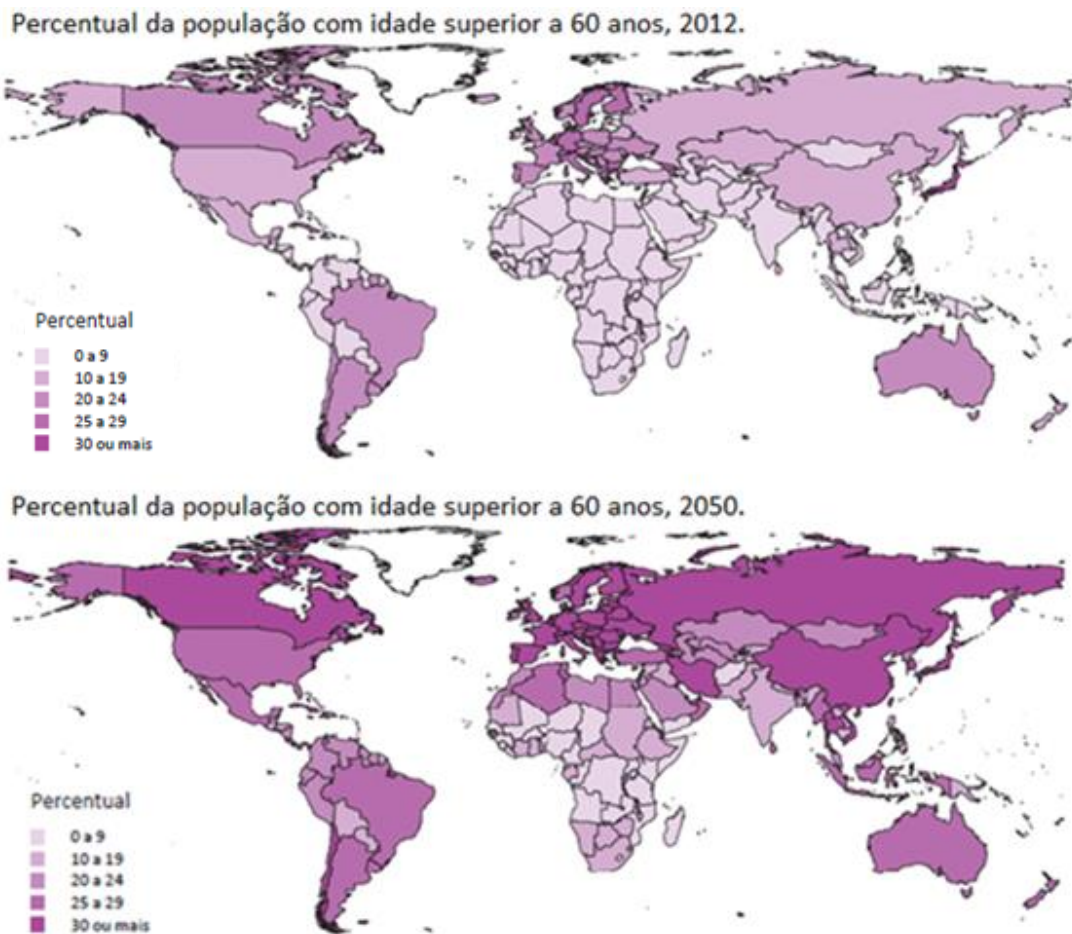 Percentual da população com idade superior a 60 anos, 2012.
Percentual
0 a 9
10 a 19
20 a 24
25 a 29
30 ou mais
Percentual da população com idade superior a 60 anos, 2050.
Percentual
0 a 9
10 a 19
20 a 24
25 a 29
30 ou mais